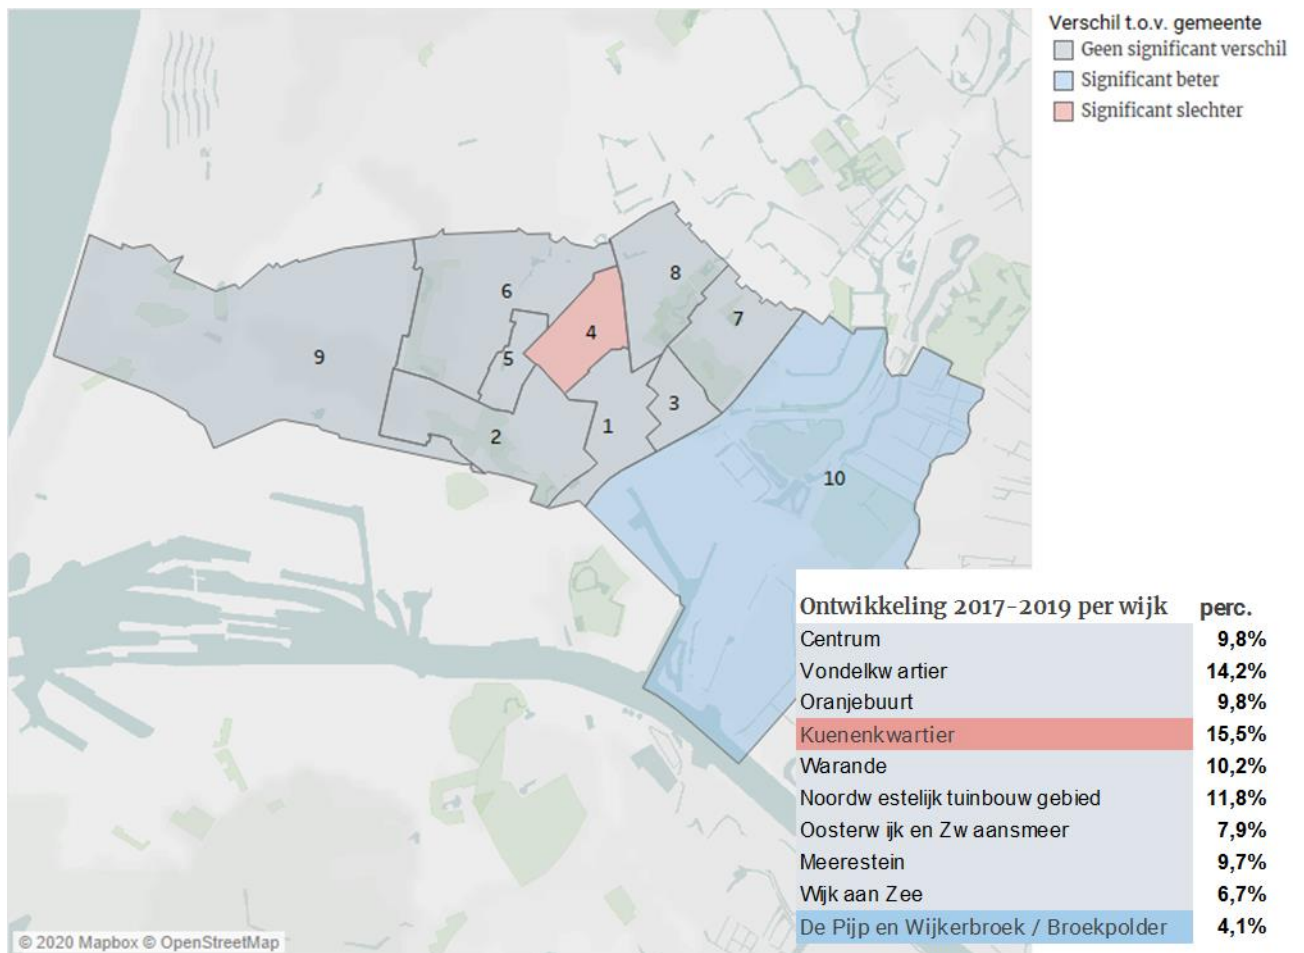 Verschil t.o.v. gemeente
Geen significant verschil
Significant beter
Significant slechter
8
6
7
4
9
5
3
1
2
10
Ontwikkeling 2017-2019 per wijk perc.
Centrum 9,8%
Vondelkw artier 14,2%
Oranjebuurt 9,8%
Kuenenkwartier 15,5%
Warande 10,2%
Noordw estelijk tuinbouw gebied 11,8%
Oosterw ijk en Zw aansmeer 7,9%
Meerestein 9,7%
Wijk aan Zee 6,7%
De Pijp en Wijkerbroek / Broekpolder 4,1%
© 2020 Mapbox © OpenStreetMap